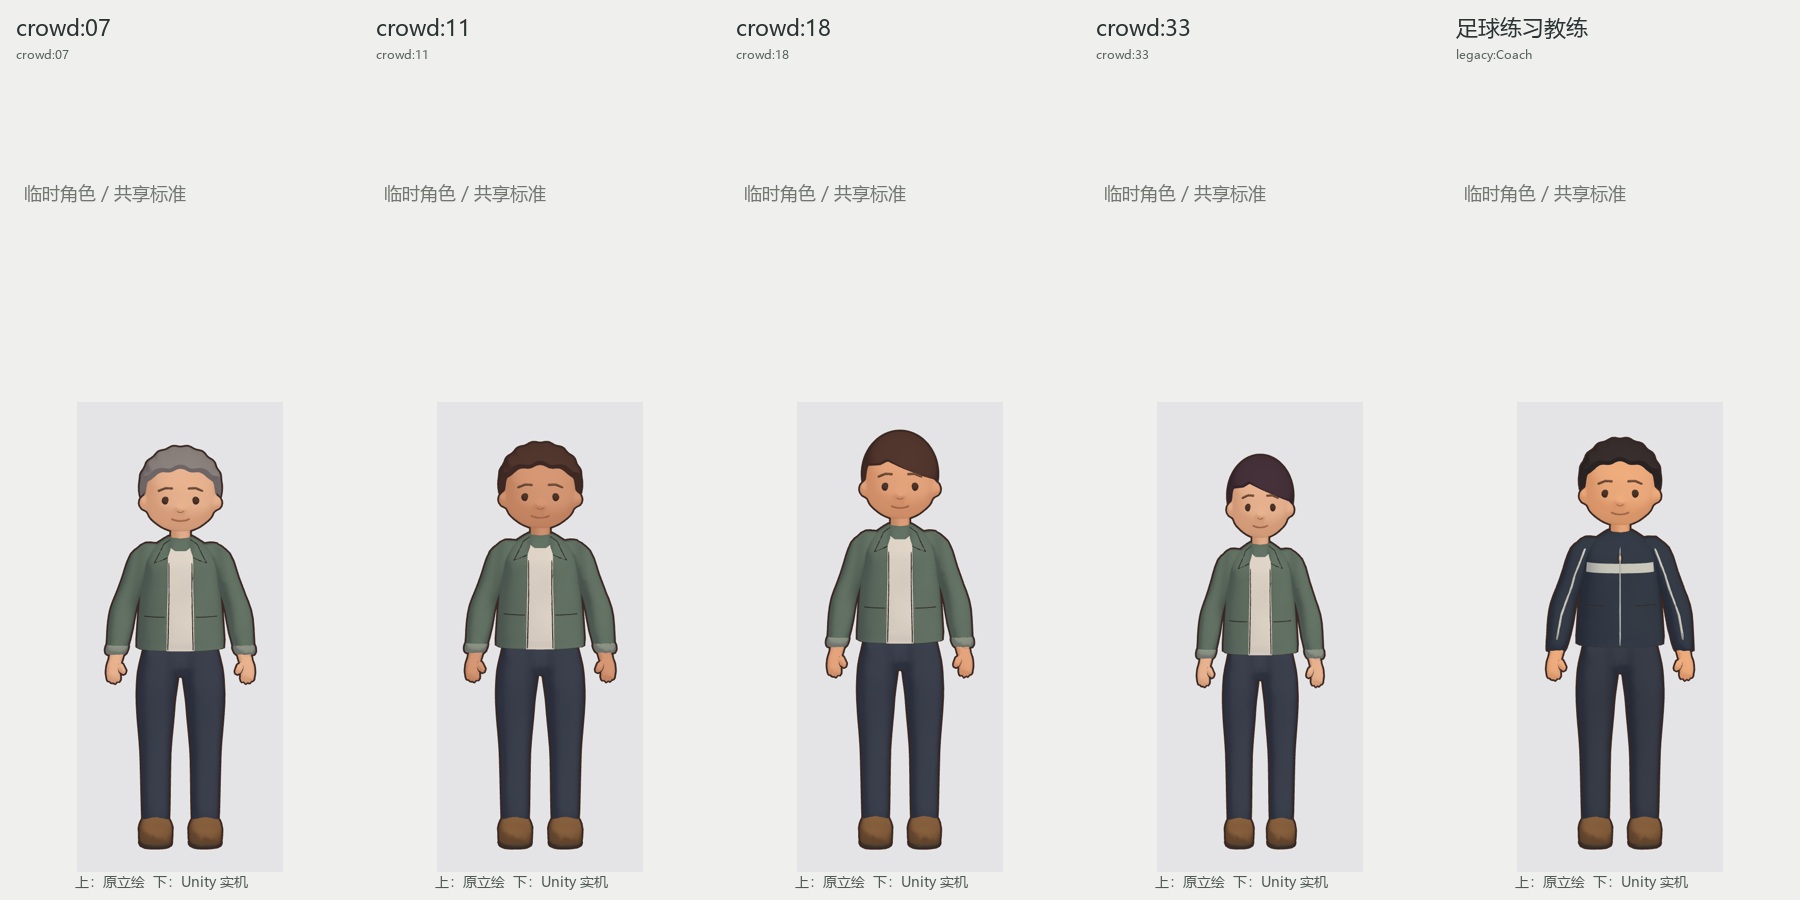 crowd:07
crowd:07
临时角色 / 共享标准
上：原立绘 下：Unity 实机
crowd:11
crowd:11
临时角色 / 共享标准
上：原立绘 下：Unity 实机
crowd:18
crowd:18
临时角色 / 共享标准
上：原立绘 下：Unity 实机
crowd:33
crowd:33
临时角色 / 共享标准
上：原立绘 下：Unity 实机
足球练习教练
legacy:Coach
临时角色 / 共享标准
上：原立绘 下：Unity 实机